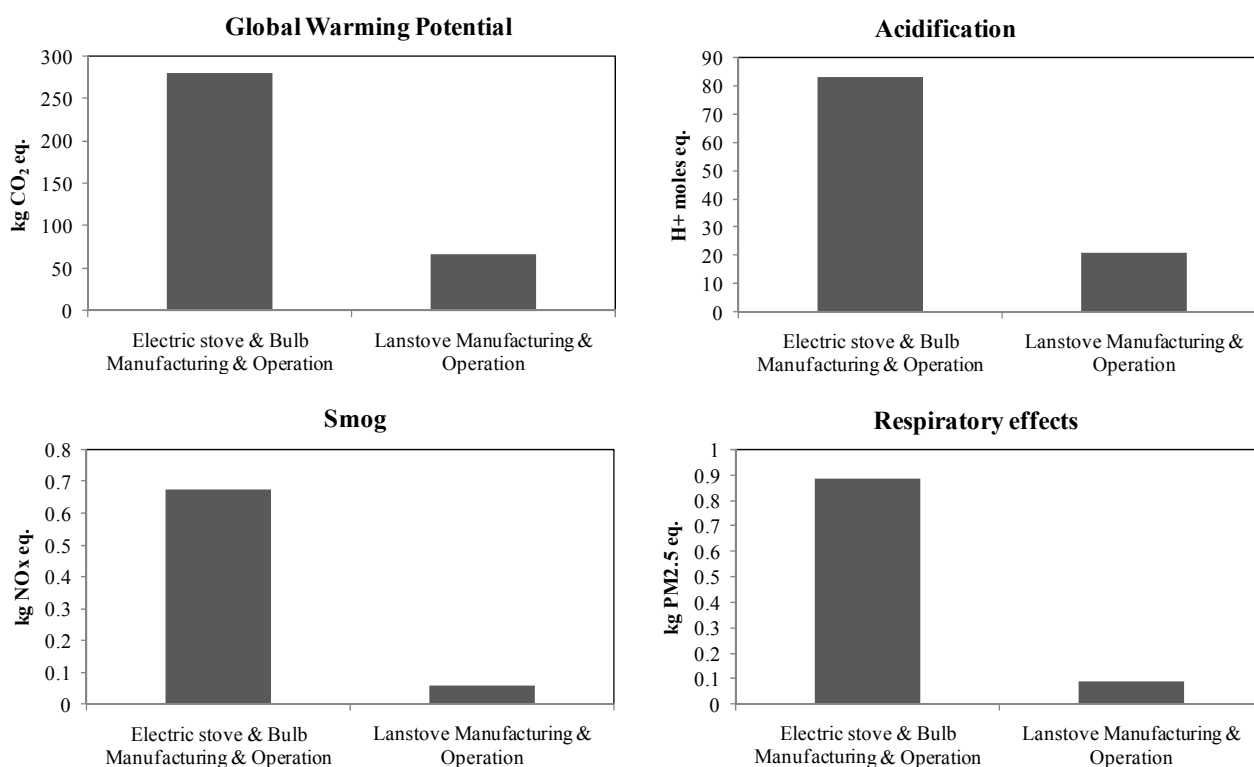 Global Warming Potential
300
250
200
150
100
50
0
kg CO₂ eq.
Electric stove & Bulb
Manufacturing & Operation
Lanstove Manufacturing &
Operation
Acidification
90
80
70
60
50
40
30
20
10
0
H+ moles eq.
Electric stove & Bulb
Manufacturing & Operation
Lanstove Manufacturing &
Operation
Smog
0.8
0.7
0.6
0.5
0.4
0.3
0.2
0.1
0
kg NOx eq.
Electric stove & Bulb
Manufacturing & Operation
Lanstove Manufacturing &
Operation
Respiratory effects
1
0.9
0.8
0.7
0.6
0.5
0.4
0.3
0.2
0.1
0
kg PM2.5 eq.
Electric stove & Bulb
Manufacturing & Operation
Lanstove Manufacturing &
Operation